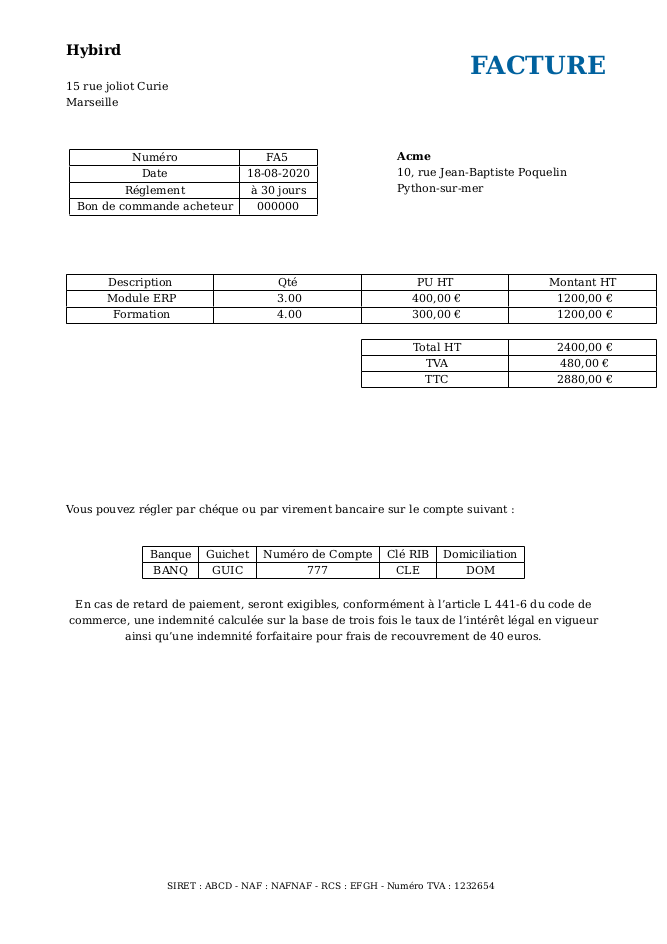 Hybird
FACTURE
15 rue joliot Curie
Marseille
Numéro FA5
Date 18-08-2020
Réglement à 30 jours
Bon de commande acheteur 000000
Acme
10, rue Jean-Baptiste Poquelin
Python-sur-mer
Description Qté PU HT Montant HT
Module ERP 3.00 400,00 € 1200,00 €
Formation 4.00 300,00 € 1200,00 €
Total HT 2400,00 €
TVA 480,00 €
TTC 2880,00 €
Vous pouvez régler par chéque ou par virement bancaire sur le compte suivant :
Banque Guichet Numéro de Compte Clé RIB Domiciliation
BANQ GUIC 777 CLE DOM
En cas de retard de paiement, seront exigibles, conformément à l’article L 441-6 du code de
commerce, une indemnité calculée sur la base de trois fois le taux de l’intérêt légal en vigueur
ainsi qu’une indemnité forfaitaire pour frais de recouvrement de 40 euros.
SIRET : ABCD - NAF : NAFNAF - RCS : EFGH - Numéro TVA : 1232654